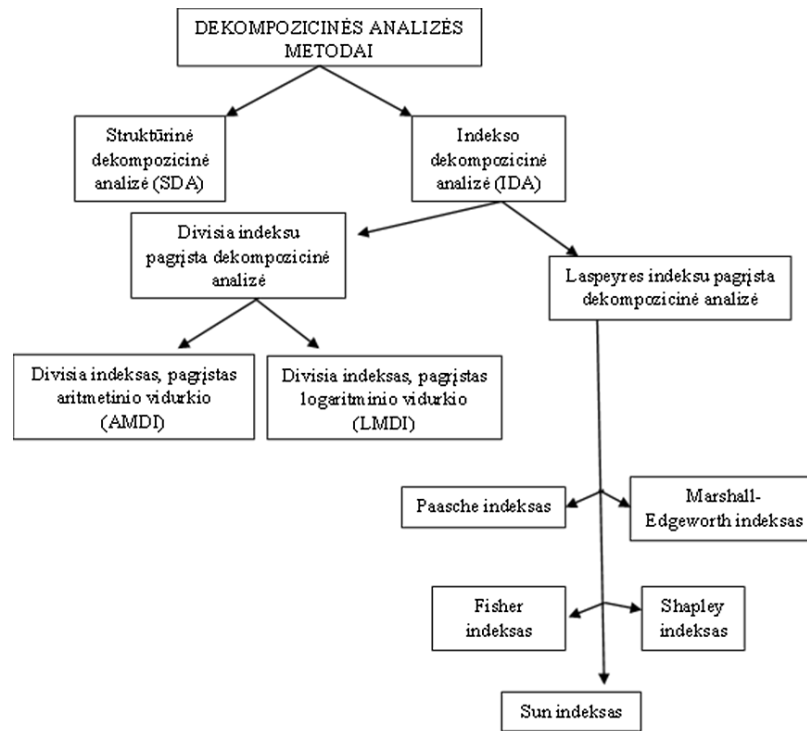 DEKOMPOZICINĖS ANALIZĖS
METODAI
Struktūrinė
dekompozicinė
analizė (SDA)
Indekso
dekompozicinė
analizė (IDA)
Divisia indeksu
pagrįsta dekompozicinė
analizė
Laspeyres indeksu pagrįsta
dekompozicinė analizė
Divisia indeksas, pagrįstas
aritmetinio vidurkio
(AMDI)
Divisia indeksas, pagrįstas
logaritminio vidurkio
(LMDI)
Paasche indeksas
Marshall-
Edgeworth indeksas
Fisher
indeksas
Shapley
indeksas
Sun indeksas